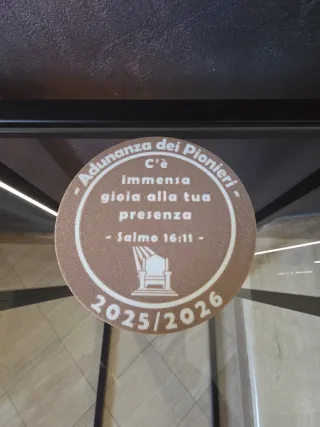 - Adunanza dei Pionieri -
C'è
immensa
gioia alla tua
presenza
- Salmo 16:11 -
2025/2026